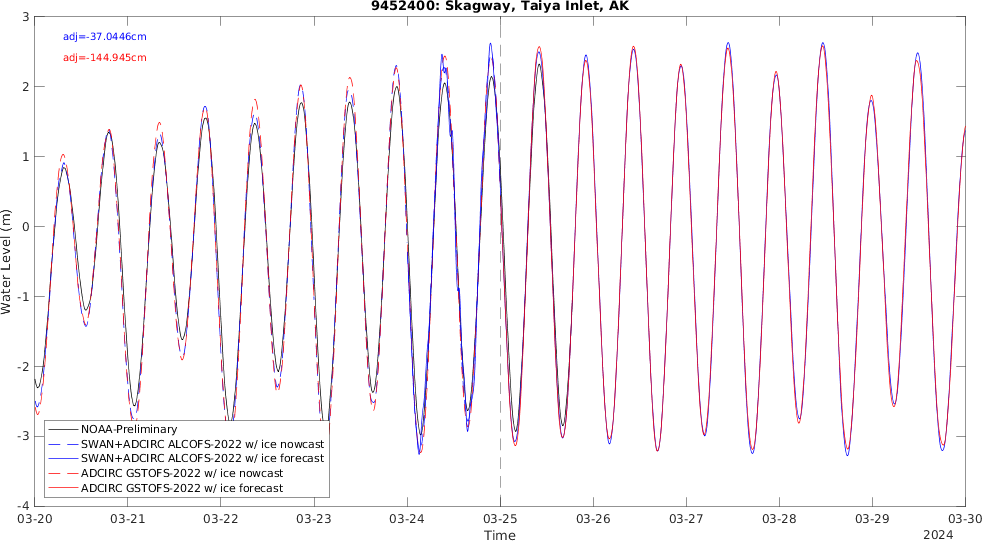 9452400: Skagway, Taiya Inlet, AK
adj=-37.0446cm
adj=-144.945cm
Water Level (m)
3
2
1
0
-1
-2
-3
-4
NOAA-Preliminary
SWAN+ADCIRC ALCOFS-2022 w/ ice nowcast
SWAN+ADCIRC ALCOFS-2022 w/ ice forecast
ADCIRC GSTOFS-2022 w/ ice nowcast
ADCIRC GSTOFS-2022 w/ ice forecast
03-20 03-21 03-22 03-23 03-24 03-25 03-26 03-27 03-28 03-29 03-30
Time
2024